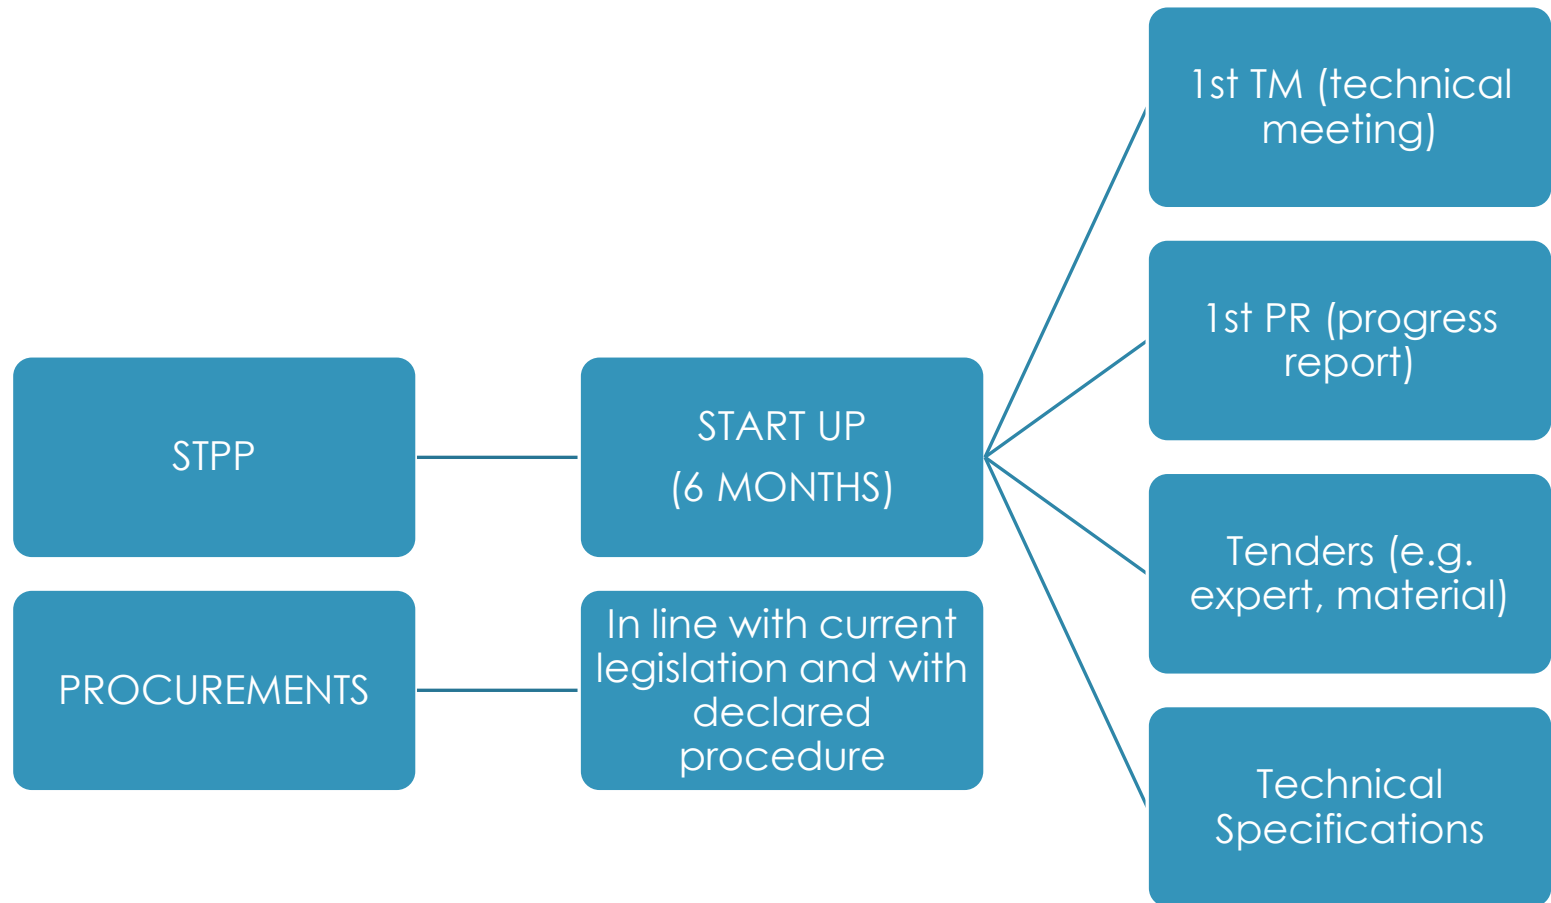 STPP
START UP
(6 MONTHS)
1st TM (technical
meeting)
1st PR (progress
report)
Tenders (e.g.
expert, material)
Technical
Specifications
PROCUREMENTS
In line with current
legislation and with
declared
procedure